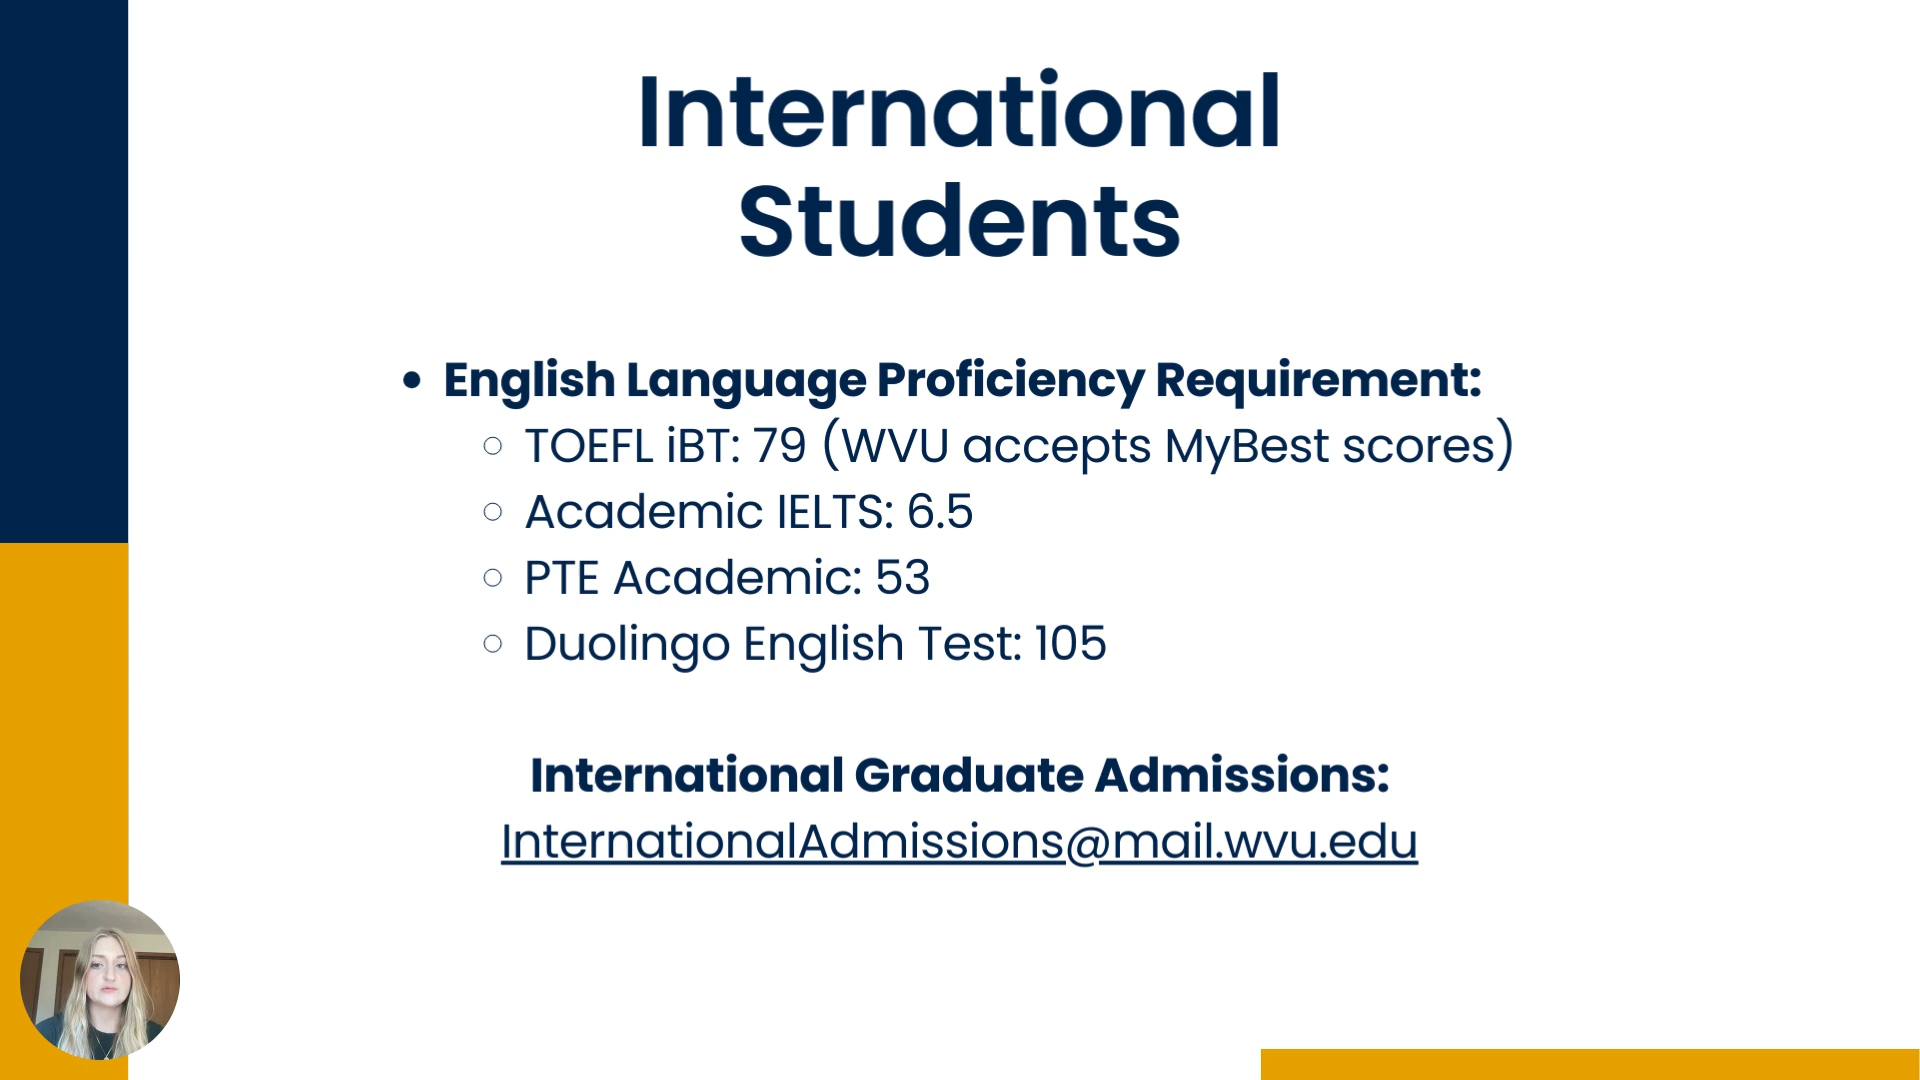 International
Students
• English Language Proficiency Requirement:
○ TOEFL iBT: 79 (WVU accepts MyBest scores)
○ Academic IELTS: 6.5
○ PTE Academic: 53
○ Duolingo English Test: 105
International Graduate Admissions:
InternationalAdmissions@mail.wvu.edu